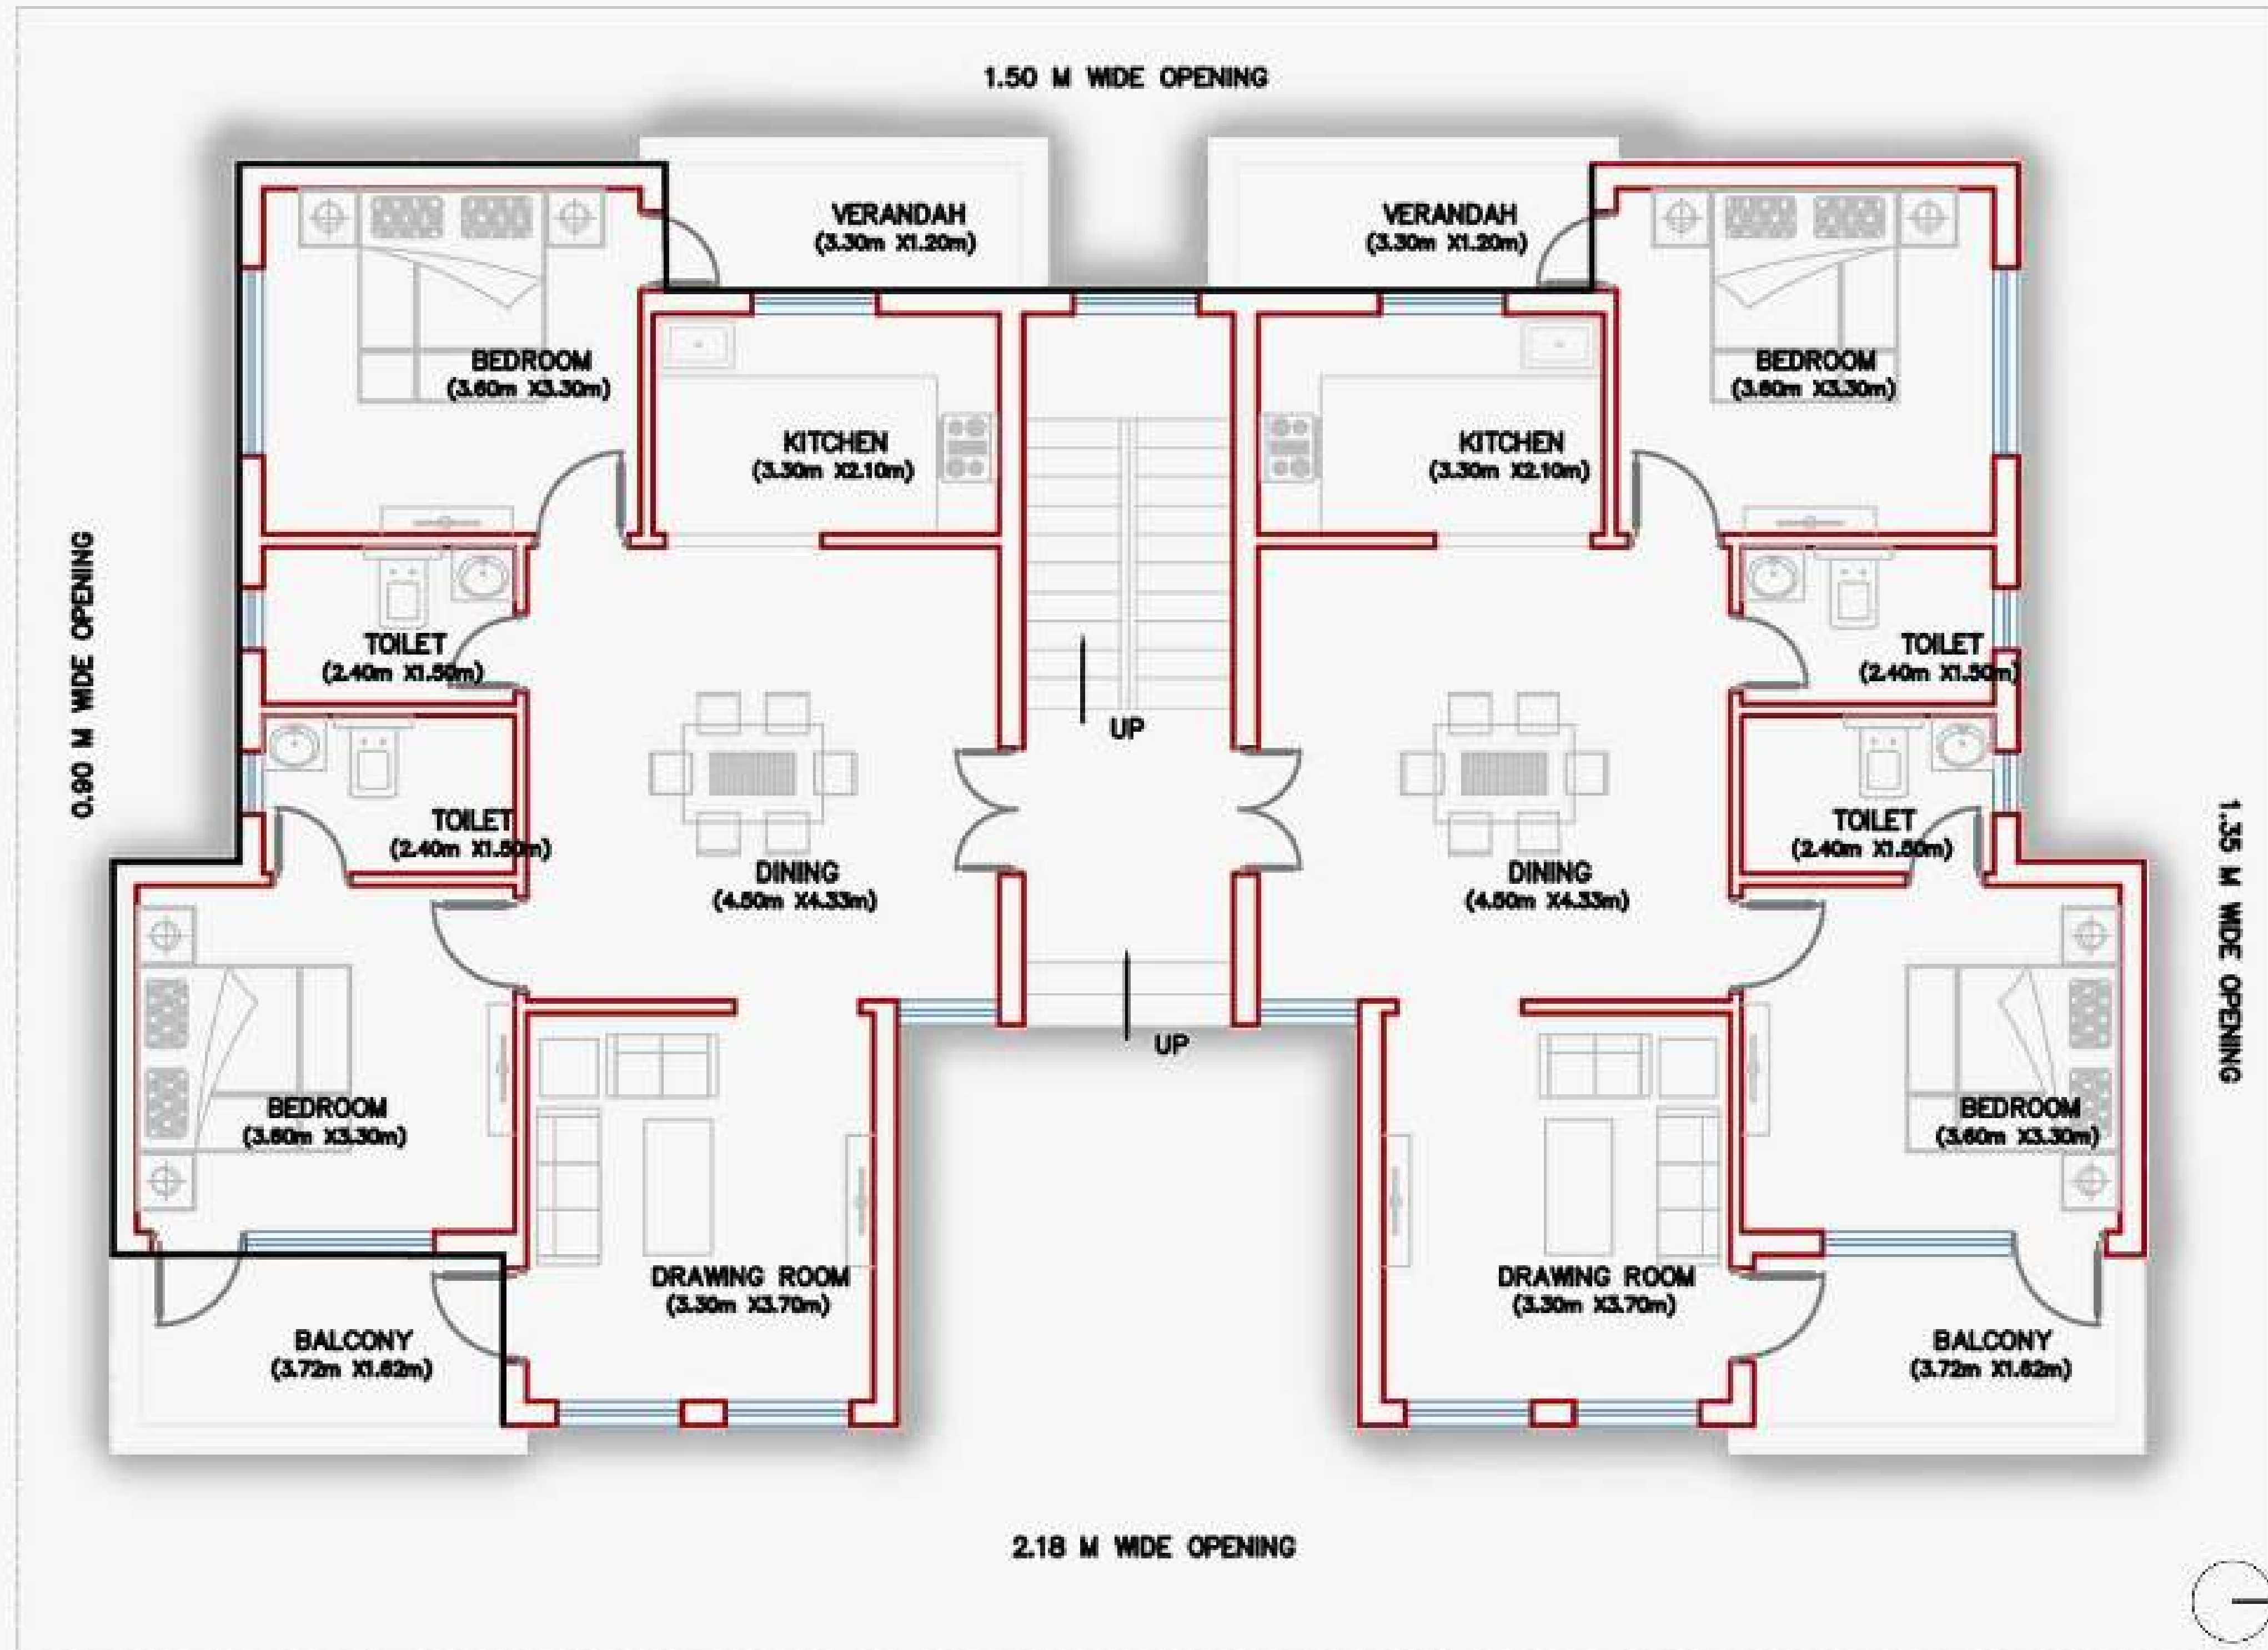 1.50 M WIDE OPENING
VERANDAH
(3.30m X1.20m)
VERANDAH
(3.30m X1.20m)
BEDROOM
(3.60m X3.30m)
BEDROOM
(3.60m X3.30m)
KITCHEN
(3.30m X2.10m)
KITCHEN
(3.30m X2.10m)
0.90 M WIDE OPENING
TOILET
(2.40m X1.50m)
TOILET
(2.40m X1.50m)
UP
TOILET
(2.40m X1.50m)
TOILET
(2.40m X1.50m)
DINING
(4.50m X4.33m)
DINING
(4.50m X4.33m)
1.35 M WIDE OPENING
UP
BEDROOM
(3.60m X3.30m)
BEDROOM
(3.60m X3.30m)
DRAWING ROOM
(3.30m X3.70m)
DRAWING ROOM
(3.30m X3.70m)
BALCONY
(3.72m X1.62m)
BALCONY
(3.72m X1.62m)
2.18 M WIDE OPENING